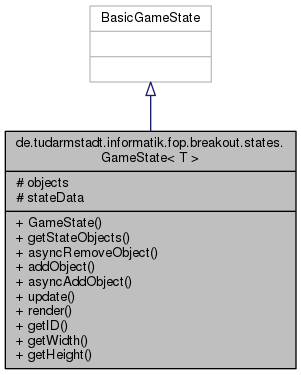 BasicGameState
de.tudarmstadt.informatik.fop.breakout.states.
GameState< T >
# objects
# stateData
+ GameState()
+ getStateObjects()
+ asyncRemoveObject()
+ addObject()
+ asyncAddObject()
+ update()
+ render()
+ getID()
+ getWidth()
+ getHeight()